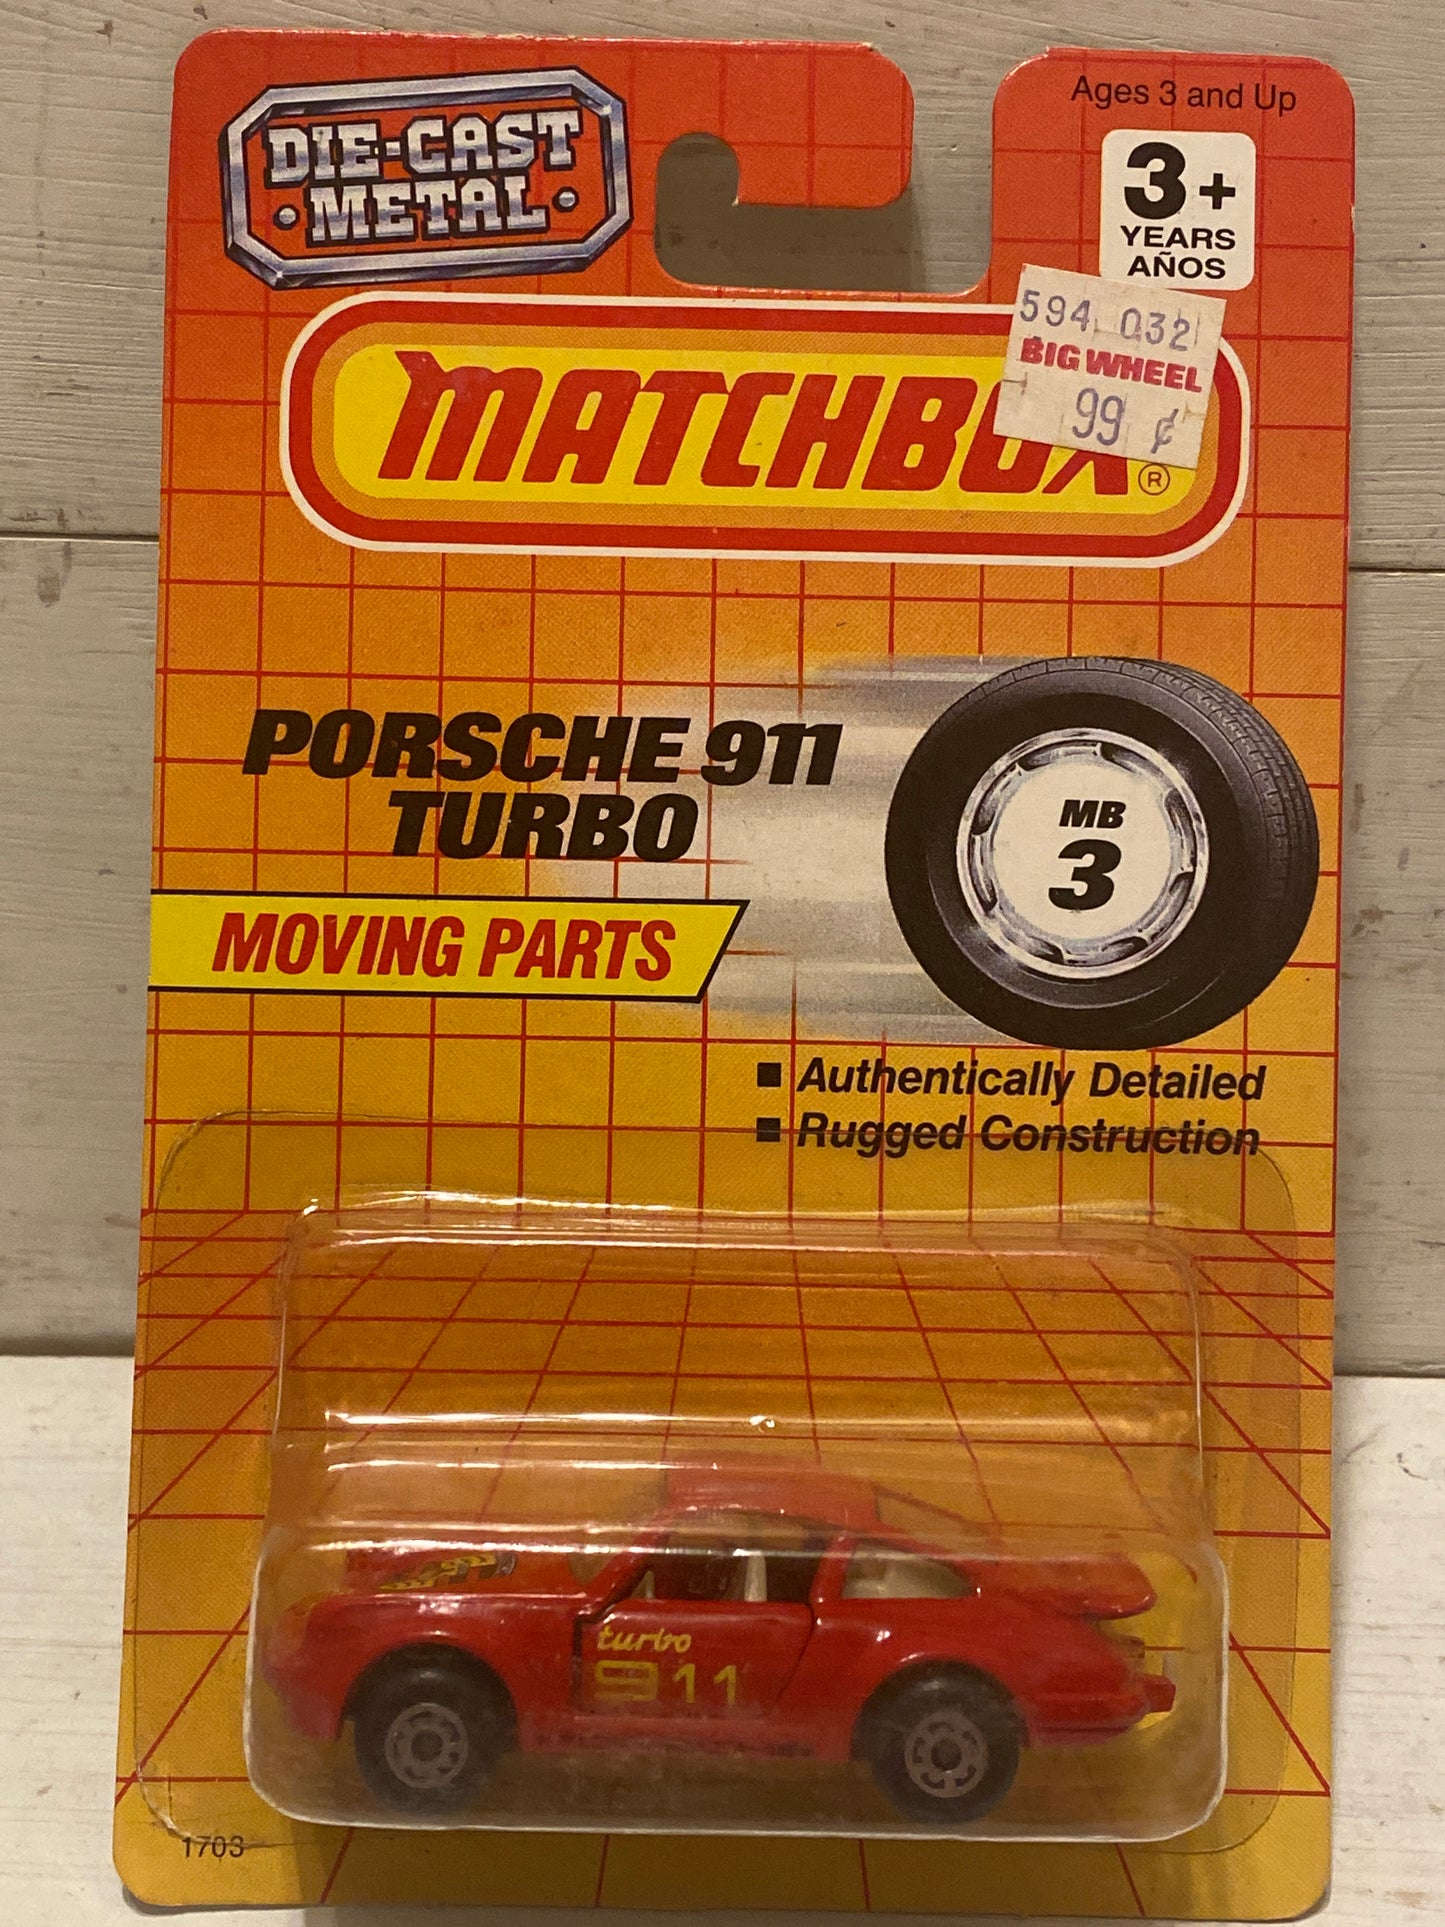 Ages 3 and Up
DIE-CAST
METAL
3+
YEARS
AÑOS
594 032
BIG WHEEL
99 ¢
MATCHBOX®
PORSCHE 911
TURBO
MB
3
MOVING PARTS
■ Authentically Detailed
■ Rugged Construction
turbo
911
1703